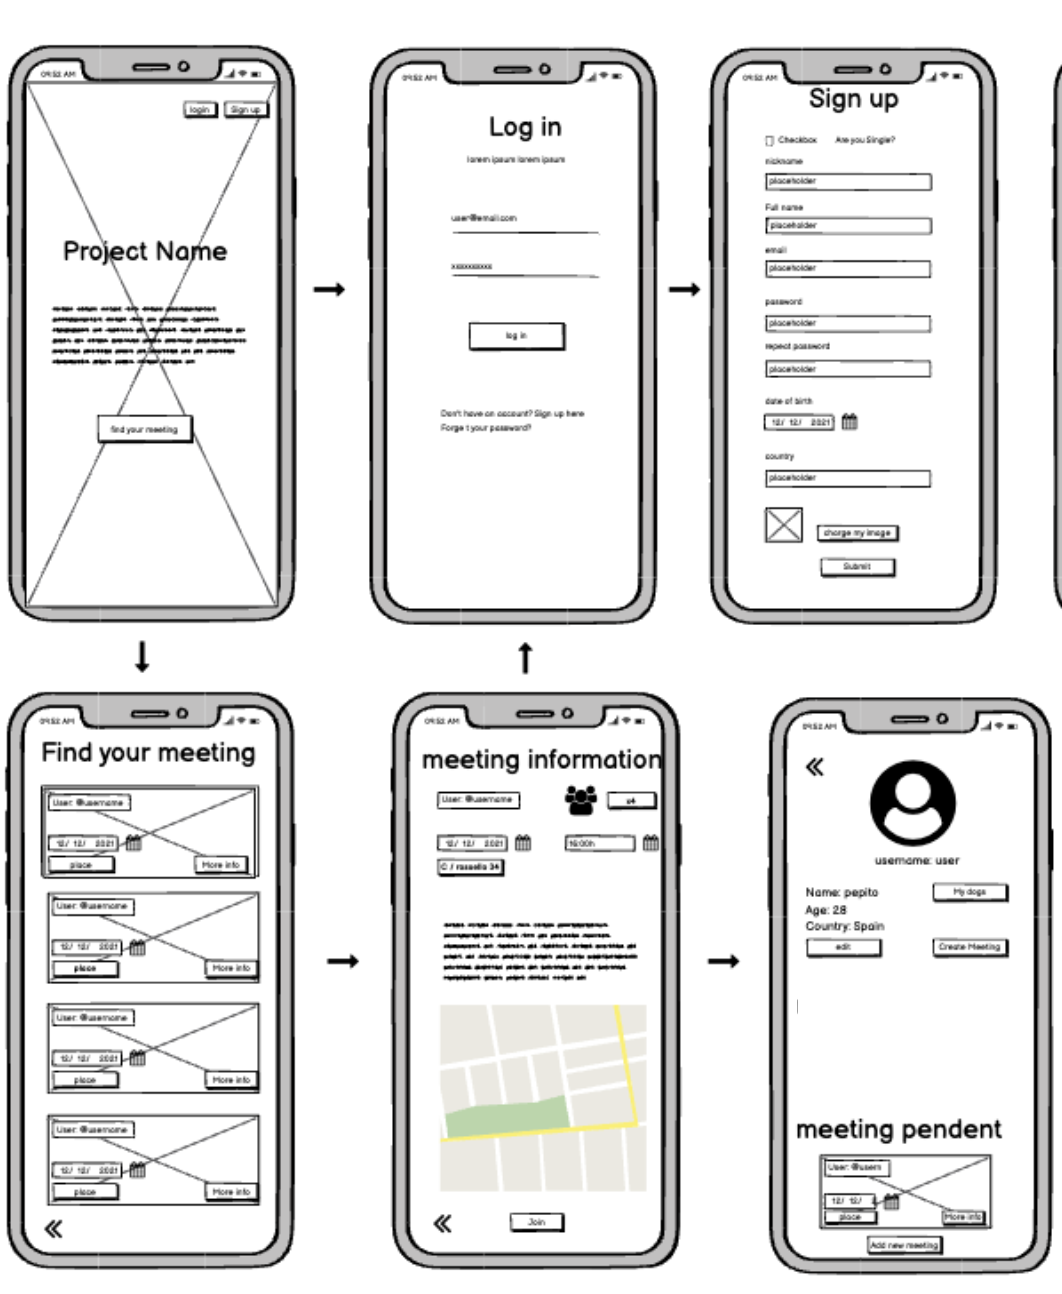 09:52 AM
login
Sign up
Project Name
find your meeting
09:52 AM
Log in
lorem ipsum lorem ipsum
user@email.com
xxxxxxxxxx
log in
Don't have an account? Sign up here
Forge t your password?
09:52 AM
Sign up
Checkbox
Are you Single?
nickname
placeholder
Full name
placeholder
email
placeholder
password
placeholder
repeat password
placeholder
date of birth
12/ 12/ 2021
country
placeholder
charge my image
Submit
09:52 AM
Find your meeting
User: @username
12/ 12/ 2021
place
More info
User: @username
12/ 12/ 2021
place
More info
User: @username
12/ 12/ 2021
place
More info
User: @username
12/ 12/ 2021
place
More info
09:52 AM
meeting information
User: @username
x4
12/ 12/ 2021
16:00h
C / rossello 34
Join
09:52 AM
username: user
Name: pepito
My dogs
Age: 28
Country: Spain
edit
Create Meeting
meeting pendent
User: @usern
12/ 12/
place
More info
Add new meeting